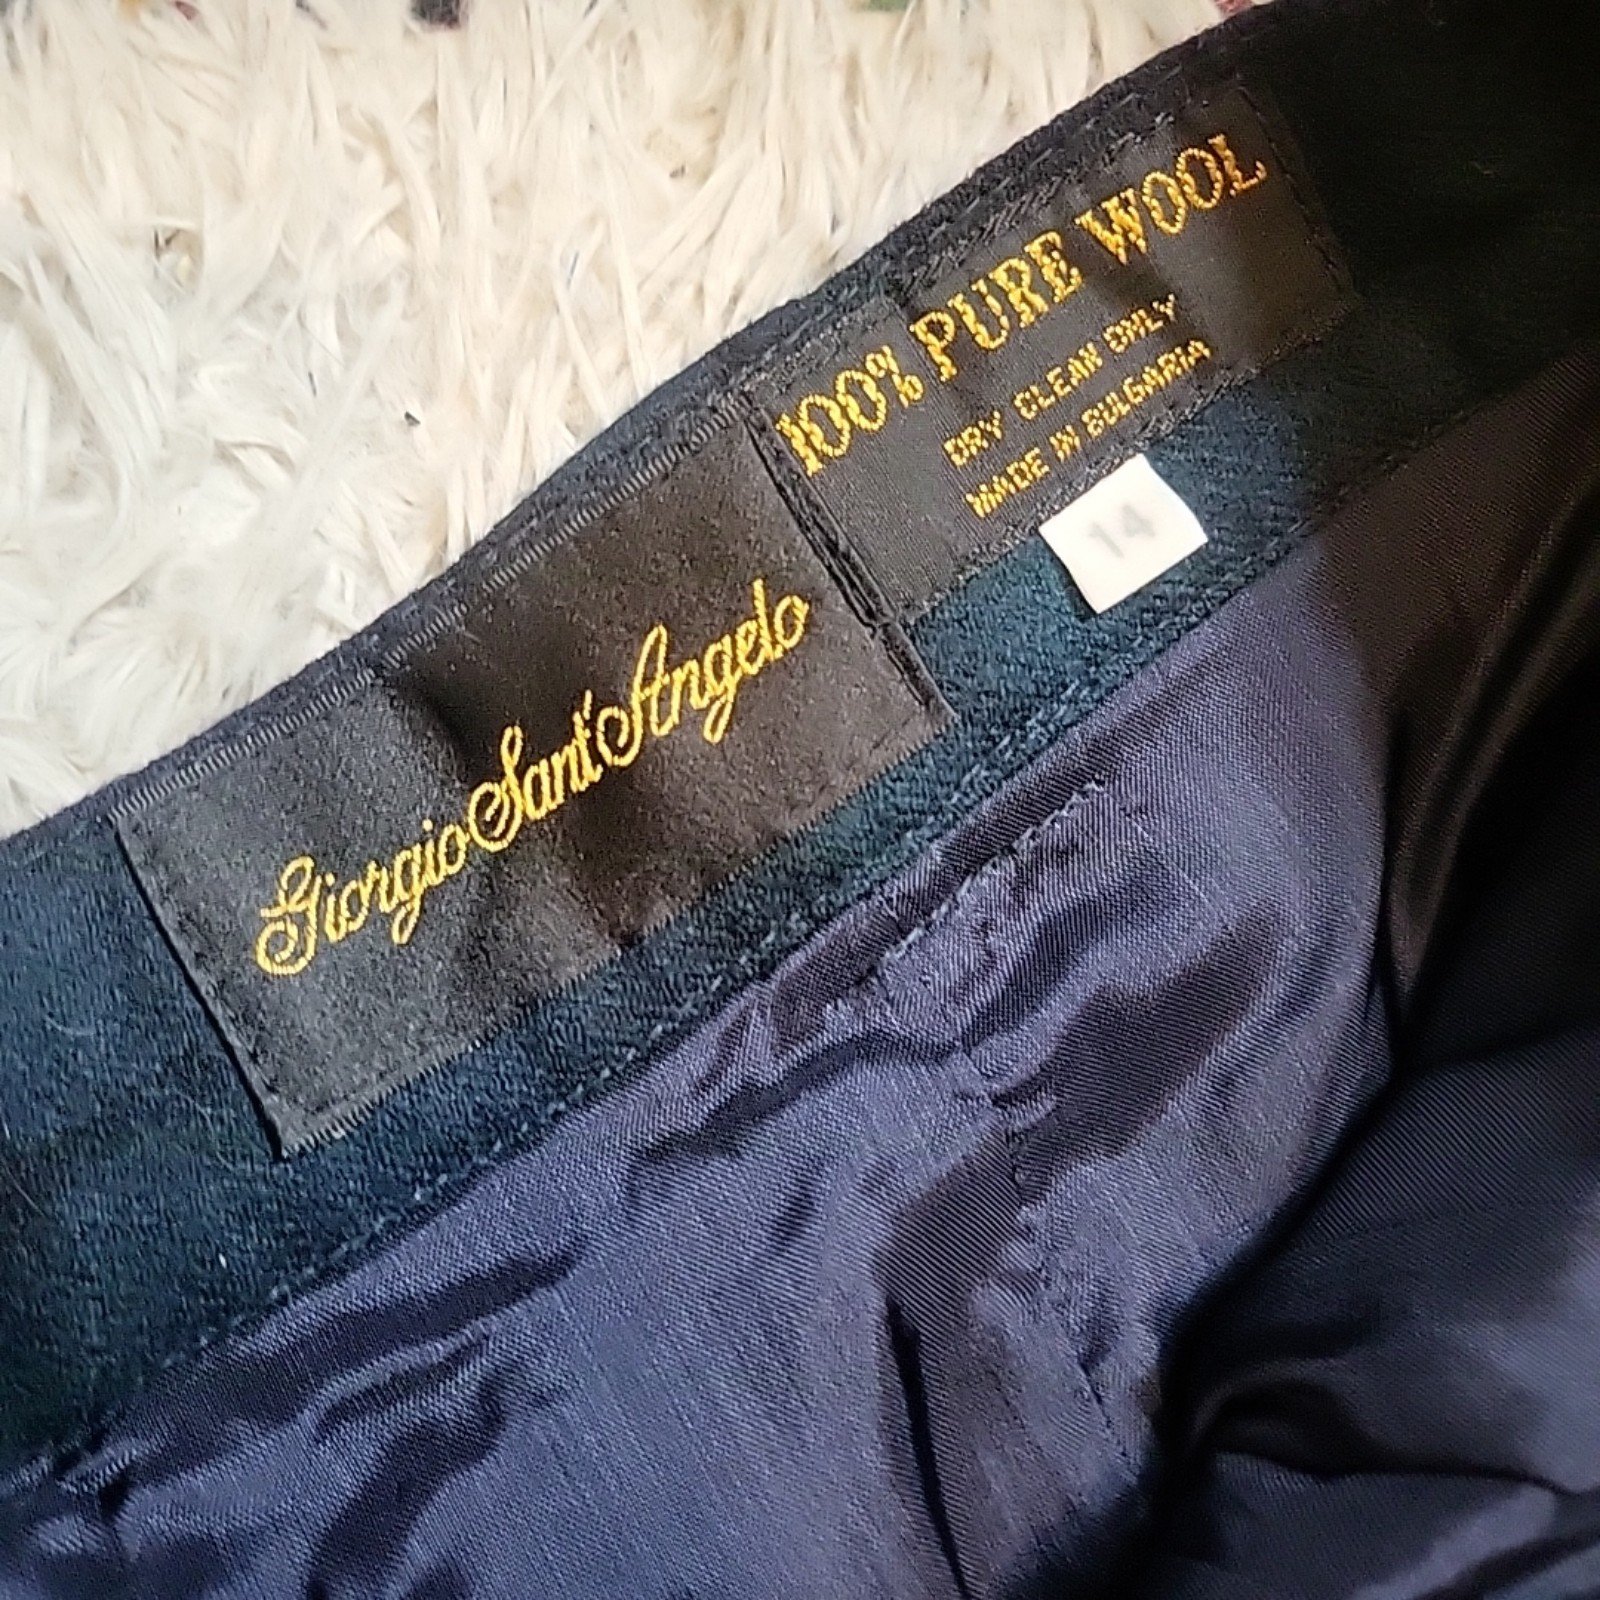 100% PURE WOOL
DRY CLEAN ONLY
MADE IN BULGARIA
14
Giorgio Sant'Angelo